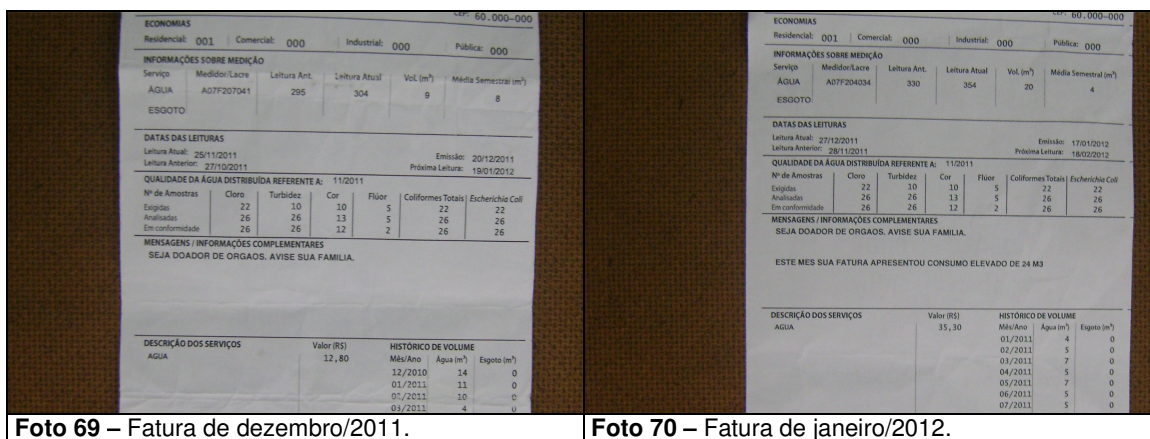 CEP: 60.000-000
ECONOMIAS
Residencial: 001 Comercial: 000 Industrial: 000 Pública: 000
INFORMAÇÕES SOBRE MEDIÇÃO
Serviço Medidor/Lacre Leitura Ant. Leitura Atual Vol. (m³) Média Semestral (m³)
ÁGUA A07F207041 295 304 9 8
ESGOTO
DATAS DAS LEITURAS
Leitura Atual: 25/11/2011 Emissão: 20/12/2011
Leitura Anterior: 27/10/2011 Próxima Leitura: 19/01/2012
QUALIDADE DA ÁGUA DISTRIBUÍDA REFERENTE A: 11/2011
Nº de Amostras Cloro Turbidez Cor Flúor Coliformes Totais Escherichia Coli
Exigidas 22 10 10 5 22 22
Analisadas 26 26 13 5 26 26
Em conformidade 26 26 12 2 26 26
MENSAGENS / INFORMAÇÕES COMPLEMENTARES
SEJA DOADOR DE ORGAOS. AVISE SUA FAMILIA.
DESCRIÇÃO DOS SERVIÇOS Valor (R$) HISTÓRICO DE VOLUME
AGUA 12,80 Mês/Ano Água (m³) Esgoto (m³)
12/2010 14 0
01/2011 11 0
02/2011 10 0
03/2011 4 0
Foto 69 – Fatura de dezembro/2011.
CEP: 60.000-000
ECONOMIAS
Residencial: 001 Comercial: 000 Industrial: 000 Pública: 000
INFORMAÇÕES SOBRE MEDIÇÃO
Serviço Medidor/Lacre Leitura Ant. Leitura Atual Vol. (m³) Média Semestral (m³)
ÁGUA A07F204034 330 354 20 4
ESGOTO
DATAS DAS LEITURAS
Leitura Atual: 27/12/2011 Emissão: 17/01/2012
Leitura Anterior: 28/11/2011 Próxima Leitura: 18/02/2012
QUALIDADE DA ÁGUA DISTRIBUÍDA REFERENTE A: 11/2011
Nº de Amostras Cloro Turbidez Cor Flúor Coliformes Totais Escherichia Coli
Exigidas 22 10 10 5 22 22
Analisadas 26 26 13 5 26 26
Em conformidade 26 26 12 2 26 26
MENSAGENS / INFORMAÇÕES COMPLEMENTARES
SEJA DOADOR DE ORGAOS. AVISE SUA FAMILIA.
ESTE MES SUA FATURA APRESENTOU CONSUMO ELEVADO DE 24 M3
DESCRIÇÃO DOS SERVIÇOS Valor (R$) HISTÓRICO DE VOLUME
AGUA 35,30 Mês/Ano Água (m³) Esgoto (m³)
01/2011 4 0
02/2011 5 0
03/2011 7 0
04/2011 5 0
05/2011 7 0
06/2011 5 0
07/2011 5 0
Foto 70 – Fatura de janeiro/2012.